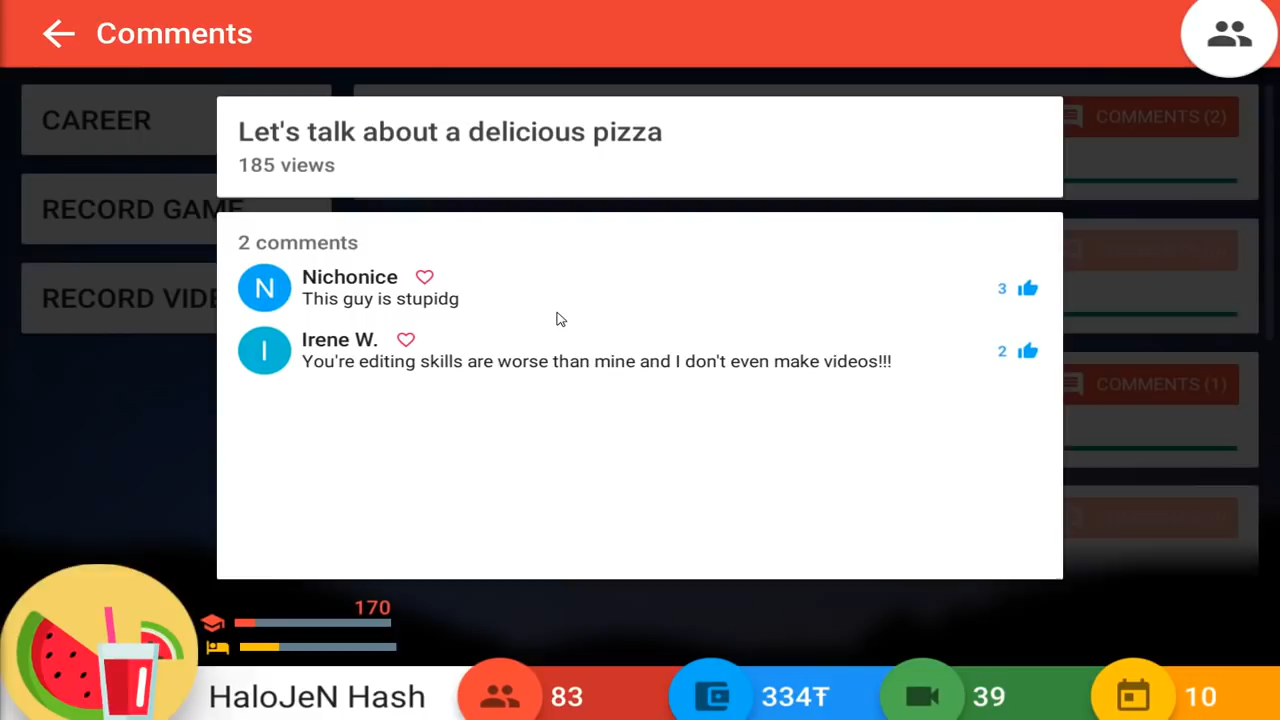 Comments
CAREER
COMMENTS (2)
Let's talk about a delicious pizza
185 views
RECORD GAME
2 comments
N
Nichonice
This guy is stupidg
3
RECORD VIDE
I
Irene W.
You're editing skills are worse than mine and I don't even make videos!!!
2
COMMENTS (1)
170
HaloJeN Hash
83
334Ŧ
39
10